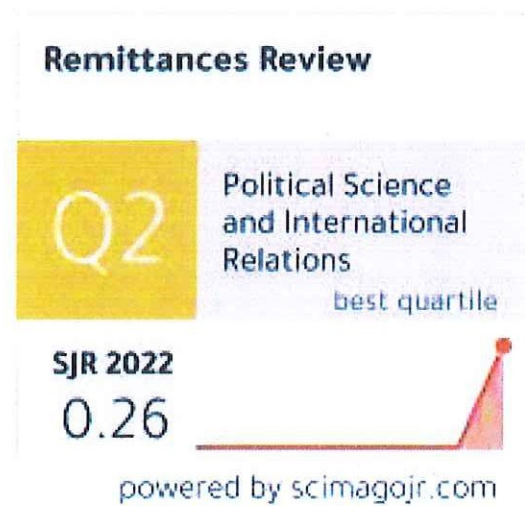 Remittances Review
Q2
Political Science
and International
Relations
best quartile
SJR 2022
0.26
powered by scimagojr.com